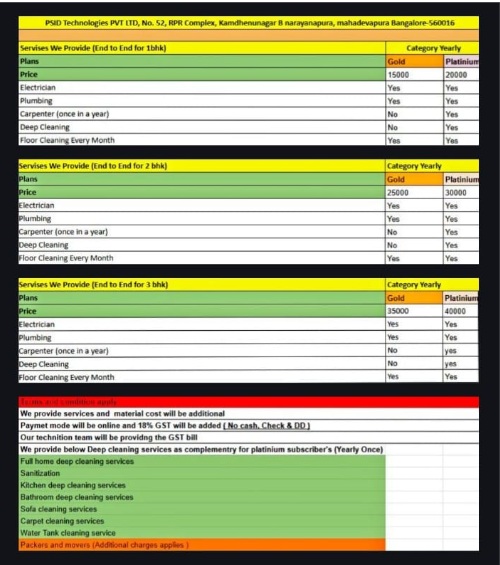 PSID Technologies PVT LTD, No. 52, RPR Complex, Kamdhenunagar B narayanapura, mahadevapura Bangalore-560016
Servises We Provide (End to End for 1bhk) Category Yearly
Plans Gold Platinium
Price 15000 20000
Electrician Yes Yes
Plumbing Yes Yes
Carpenter (once in a year) No Yes
Deep Cleaning No Yes
Floor Cleaning Every Month Yes Yes
Servises We Provide (End to End for 2 bhk) Category Yearly
Plans Gold Platinium
Price 25000 30000
Electrician Yes Yes
Plumbing Yes Yes
Carpenter (once in a year) No Yes
Deep Cleaning No Yes
Floor Cleaning Every Month Yes Yes
Servises We Provide (End to End for 3 bhk) Category Yearly
Plans Gold Platinium
Price 35000 40000
Electrician Yes Yes
Plumbing Yes Yes
Carpenter (once in a year) No yes
Deep Cleaning No yes
Floor Cleaning Every Month Yes Yes
Terms and condition apply
We provide services and material cost will be additional
Paymet mode will be online and 18% GST will be added ( No cash, Check & DD )
Our technition team will be providng the GST bill
We provide below Deep cleaning services as complementry for platinium subscriber's (Yearly Once)
Full home deep cleaning services
Sanitization
Kitchen deep cleaning services
Bathroom deep cleaning services
Sofa cleaning services
Carpet cleaning services
Water Tank cleaning service
Packers and movers (Additional charges applies )